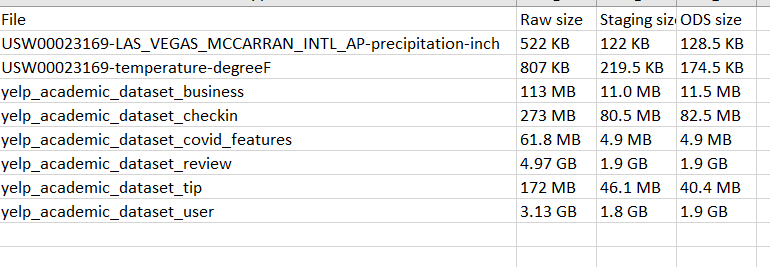 File Raw size Staging siz ODS size
USW00023169-LAS_VEGAS_MCCARRAN_INTL_AP-precipitation-inch 522 KB 122 KB 128.5 KB
USW00023169-temperature-degreeF 807 KB 219.5 KB 174.5 KB
yelp_academic_dataset_business 113 MB 11.0 MB 11.5 MB
yelp_academic_dataset_checkin 273 MB 80.5 MB 82.5 MB
yelp_academic_dataset_covid_features 61.8 MB 4.9 MB 4.9 MB
yelp_academic_dataset_review 4.97 GB 1.9 GB 1.9 GB
yelp_academic_dataset_tip 172 MB 46.1 MB 40.4 MB
yelp_academic_dataset_user 3.13 GB 1.8 GB 1.9 GB